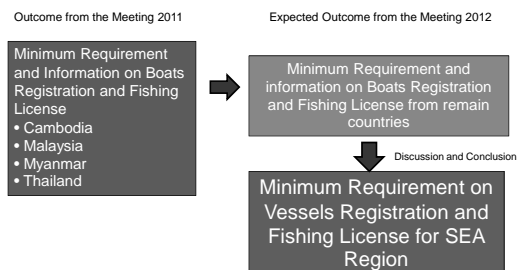 Outcome from the Meeting 2011
Expected Outcome from the Meeting 2012
Minimum Requirement
and Information on Boats
Registration and Fishing
License
• Cambodia
• Malaysia
• Myanmar
• Thailand
Minimum Requirement and
information on Boats Registration
and Fishing License from remain
countries
Discussion and Conclusion
Minimum Requirement on
Vessels Registration and
Fishing License for SEA
Region